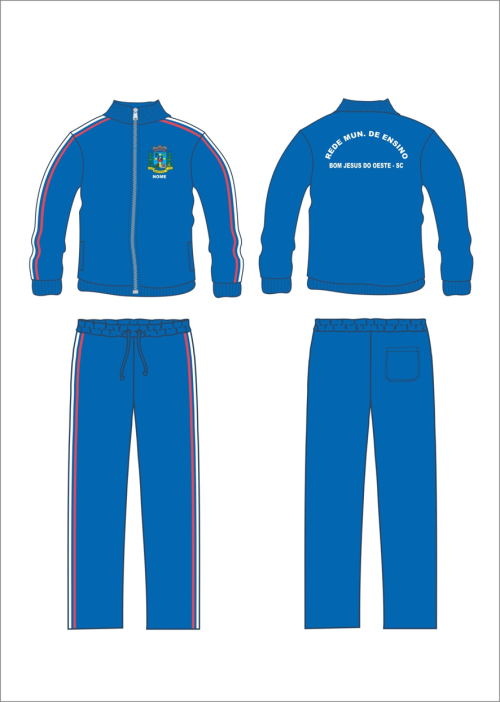 NOME
REDE MUN. DE ENSINO
BOM JESUS DO OESTE - SC